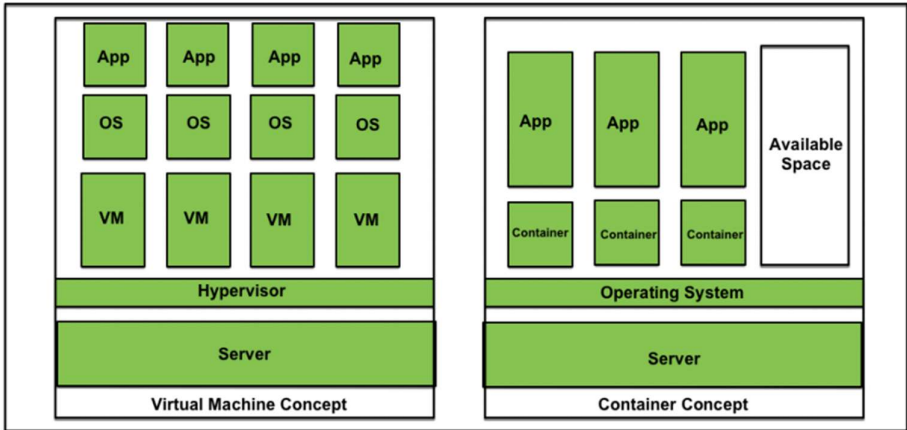 App App App App
OS OS OS OS
VM VM VM VM
Hypervisor
Server
Virtual Machine Concept
App App App
Available
Space
Container Container Container
Operating System
Server
Container Concept